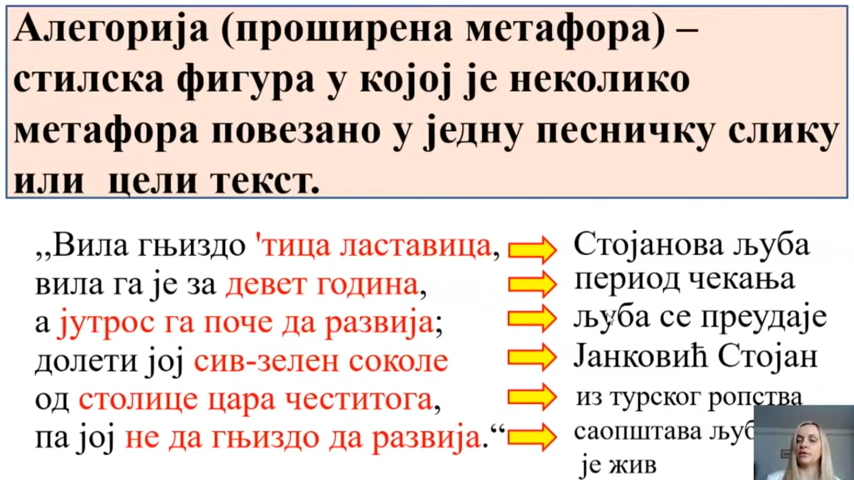 Алегорија (проширена метафора) –
стилска фигура у којој је неколико
метафора повезано у једну песничку слику
или цели текст.
,,Вила гњиздо 'тица ластавица,
Стојанова љуба
вила га је за девет година,
период чекања
а јутрос га поче да развија;
љуба се преудаје
долети јој сив-зелен соколе
Јанковић Стојан
од столице цара честитога,
из турског ропства
па јој не да гњиздо да развија.“
саопштава
је жив